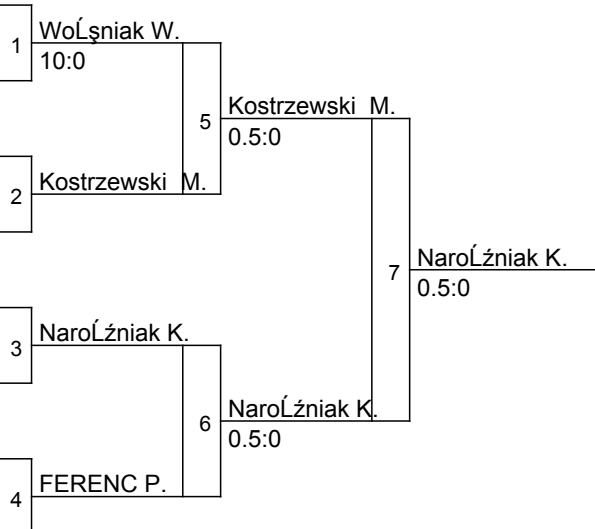 1
WoĹşniak W.
10:0
5
Kostrzewski M.
0.5:0
2
Kostrzewski M.
7
NaroĹźniak K.
0.5:0
3
NaroĹźniak K.
6
NaroĹźniak K.
0.5:0
4
FERENC P.